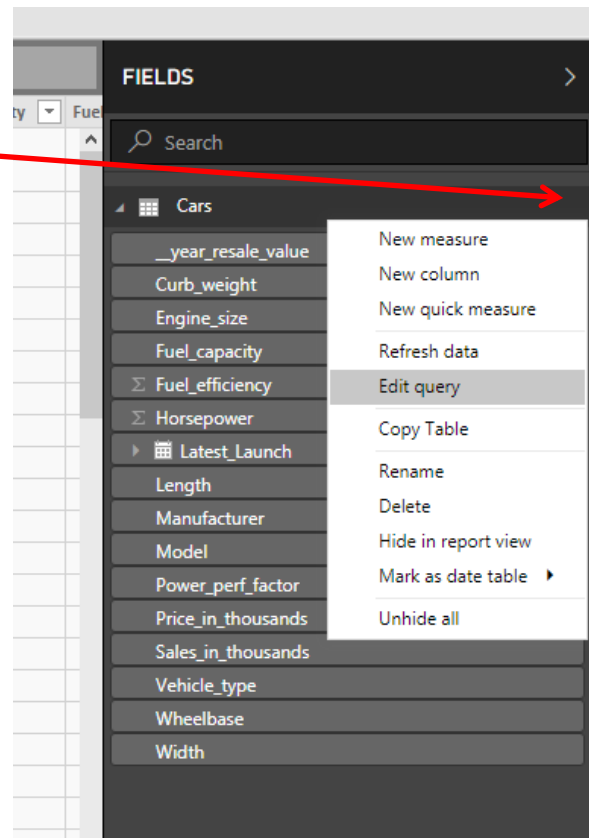 FIELDS
ty Fuel
Search
Cars
__year_resale_value
Curb_weight
Engine_size
Fuel_capacity
Σ Fuel_efficiency
Σ Horsepower
Latest_Launch
Length
Manufacturer
Model
Power_perf_factor
Price_in_thousands
Sales_in_thousands
Vehicle_type
Wheelbase
Width
New measure
New column
New quick measure
Refresh data
Edit query
Copy Table
Rename
Delete
Hide in report view
Mark as date table
Unhide all